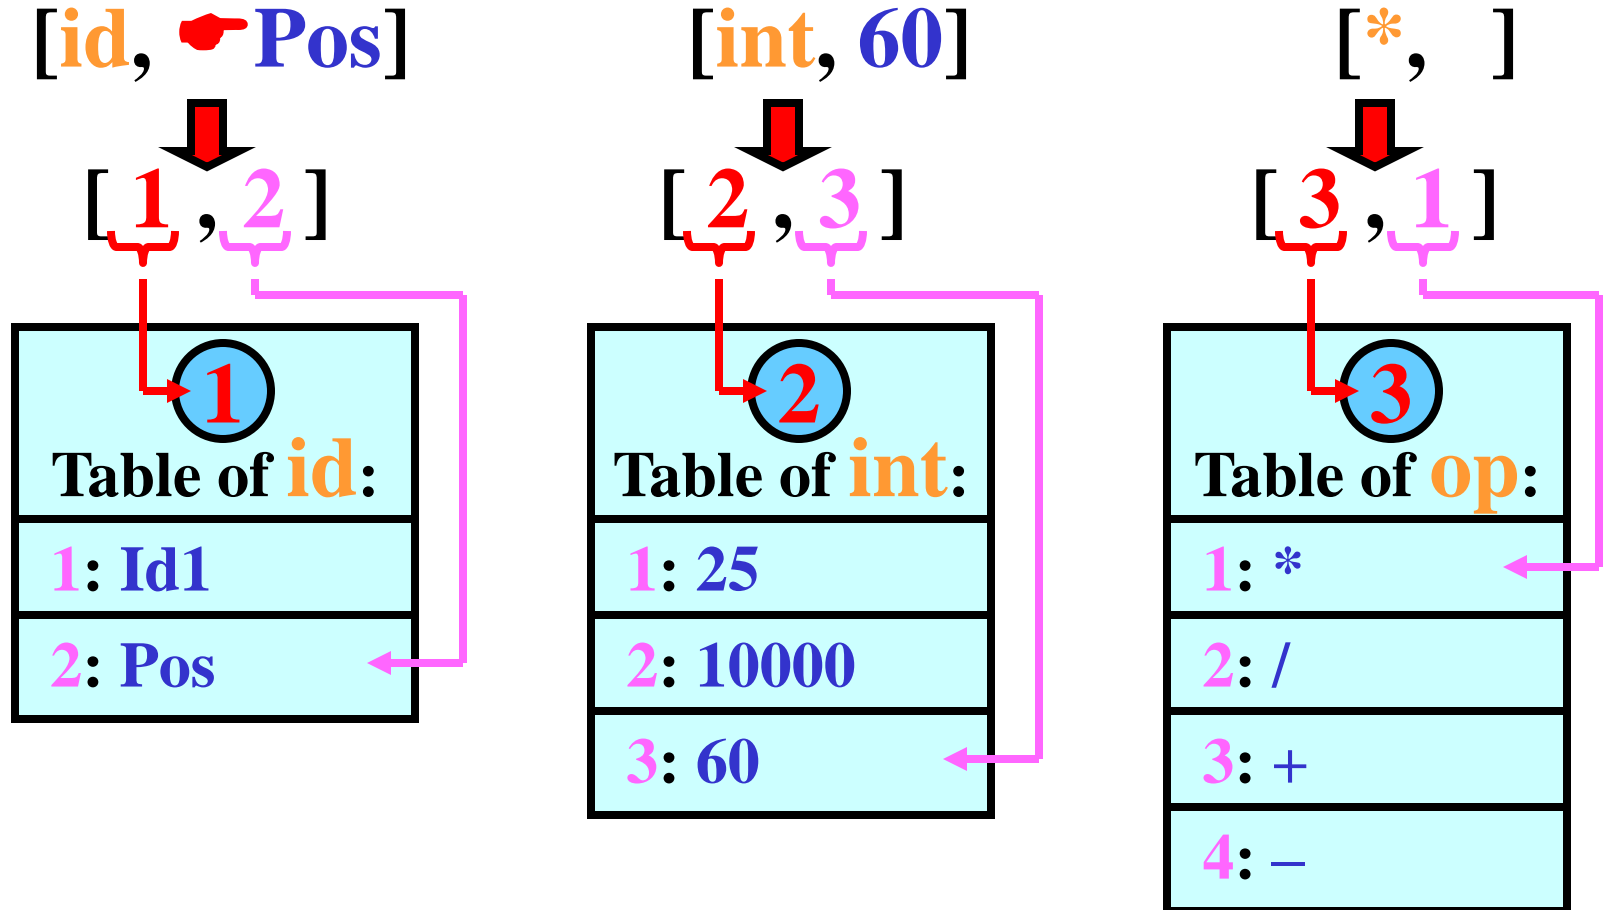 [id, ☛Pos]
[1, 2]
1
Table of id:
1: Id1
2: Pos
[int, 60]
[2, 3]
2
Table of int:
1: 25
2: 10000
3: 60
[*, ]
[3, 1]
3
Table of op:
1: *
2: /
3: +
4: –